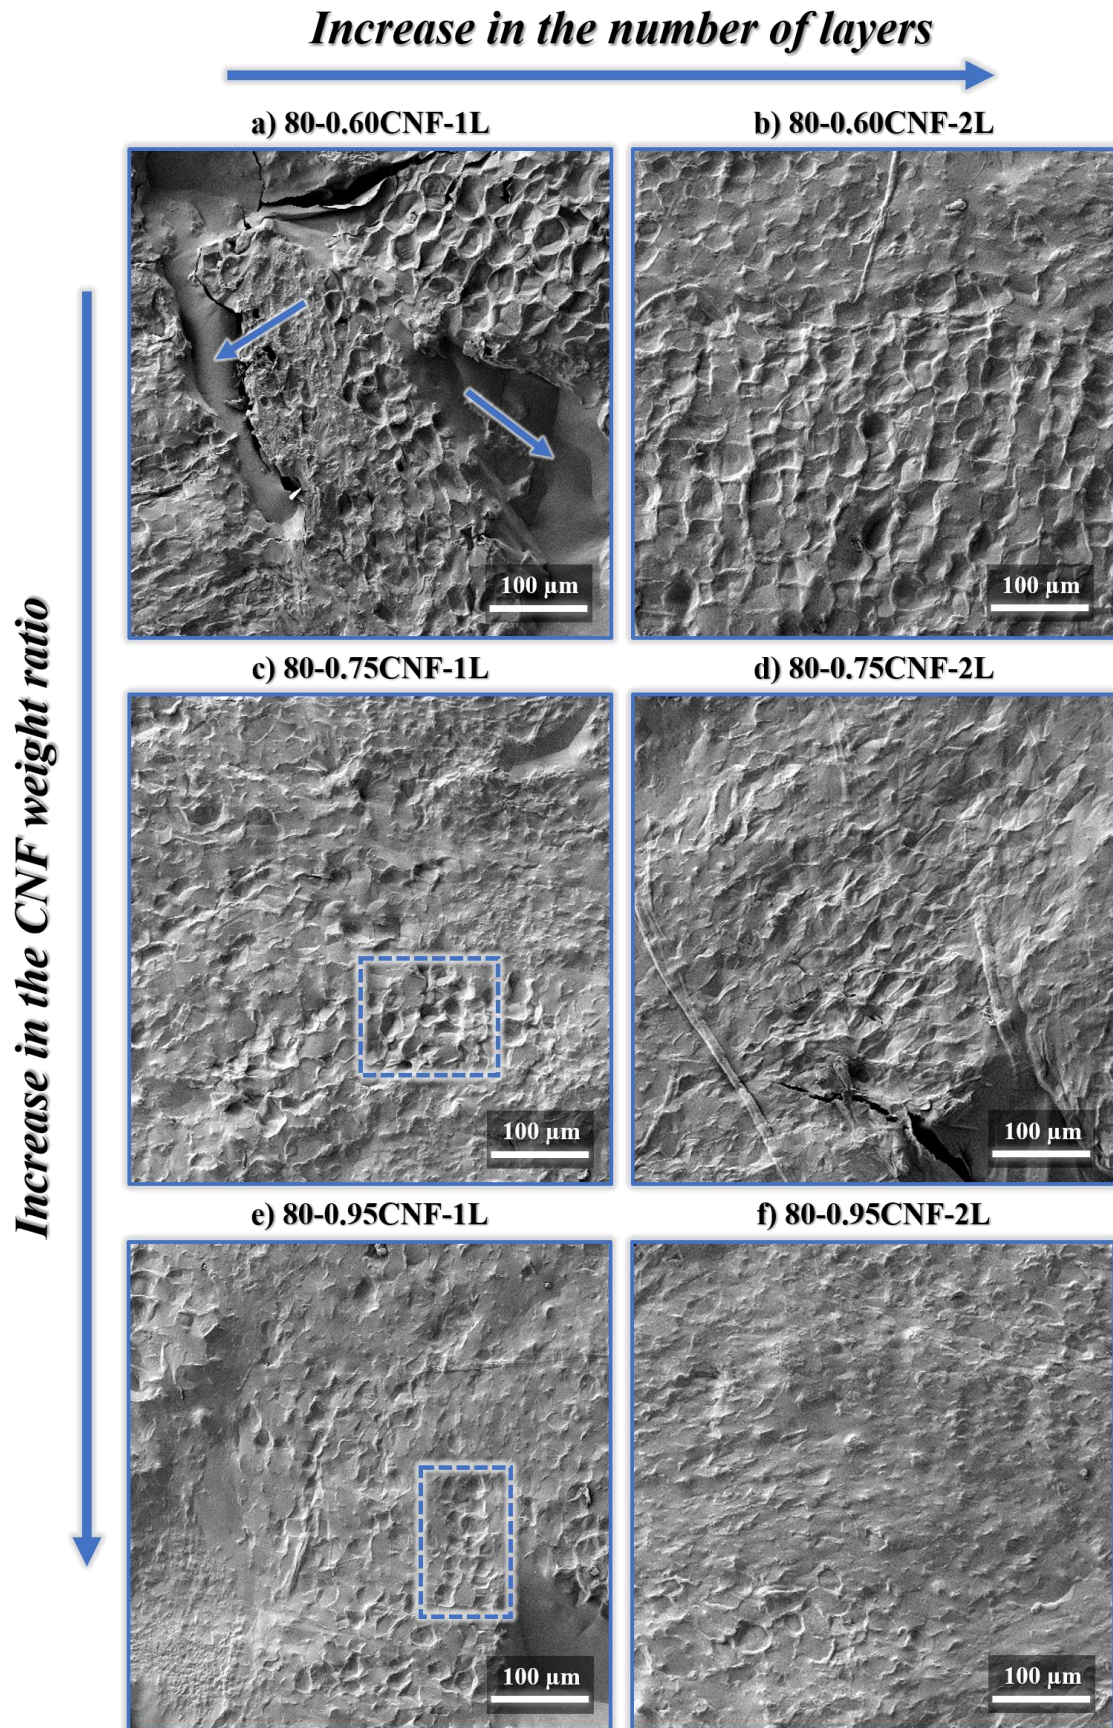 Increase in the number of layers
a) 80-0.60CNF-1L
b) 80-0.60CNF-2L
100 µm
100 µm
Increase in the CNF weight ratio
c) 80-0.75CNF-1L
d) 80-0.75CNF-2L
100 µm
100 µm
e) 80-0.95CNF-1L
f) 80-0.95CNF-2L
100 µm
100 µm